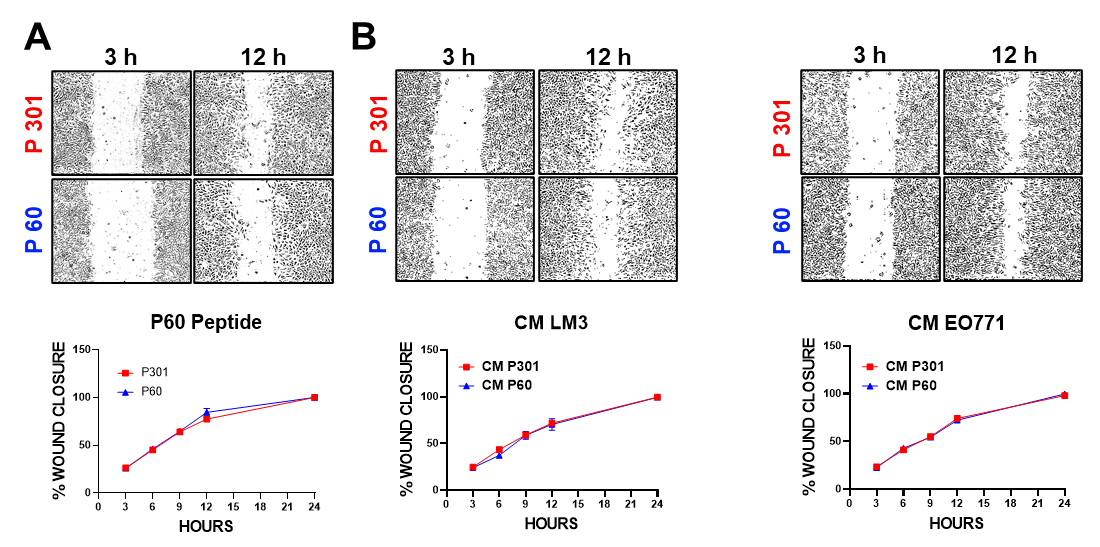 A
B
3 h
12 h
3 h
12 h
3 h
12 h
P 301
P 301
P 301
P 60
P 60
P 60
P60 Peptide
% WOUND CLOSURE
150
100
50
0
P301
P60
0 3 6 9 12 15 18 21 24
HOURS
CM LM3
% WOUND CLOSURE
150
100
50
0
CM P301
CM P60
0 3 6 9 12 15 18 21 24
HOURS
CM EO771
% WOUND CLOSURE
150
100
50
0
CM P301
CM P60
0 3 6 9 12 15 18 21 24
HOURS